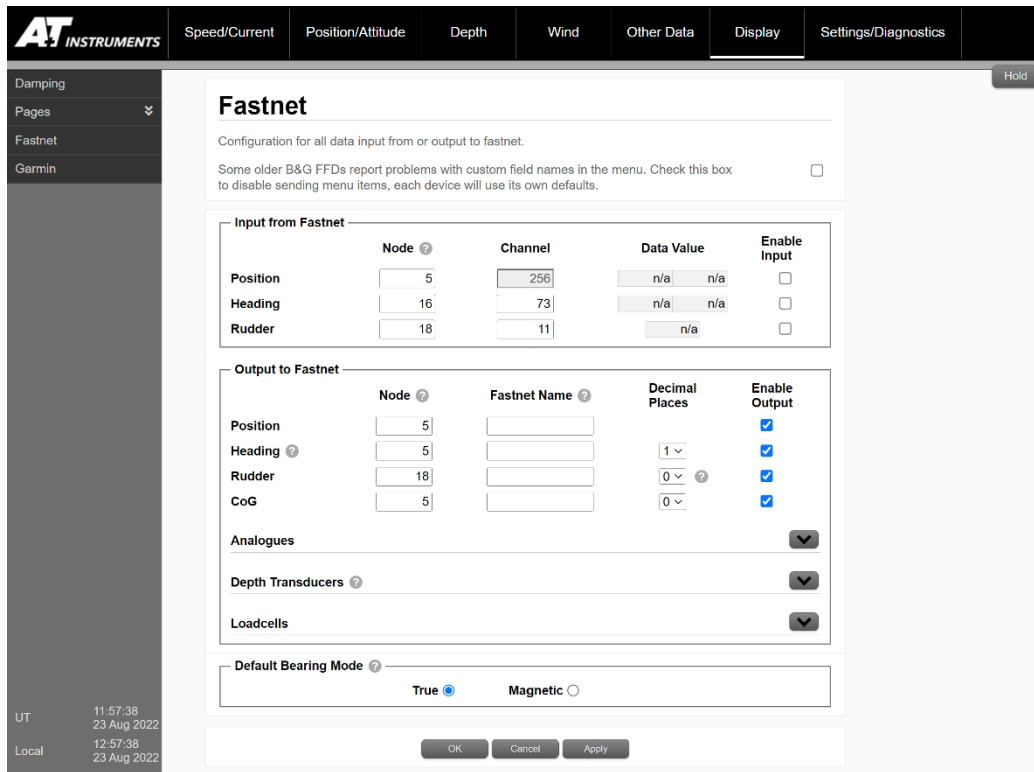 A+T INSTRUMENTS
Speed/Current Position/Attitude Depth Wind Other Data Display Settings/Diagnostics
Hold
Damping
Pages
Fastnet
Garmin
Fastnet
Configuration for all data input from or output to fastnet.
Some older B&G FFDs report problems with custom field names in the menu. Check this box
to disable sending menu items, each device will use its own defaults.
Input from Fastnet
Node ? Channel Data Value Enable
Input
Position 5 256 n/a n/a
Heading 16 73 n/a n/a
Rudder 18 11 n/a
Output to Fastnet
Node ? Fastnet Name ? Decimal
Places Enable
Output
Position 5
Heading ? 5 1
Rudder 18 0 ?
CoG 5 0
Analogues
Depth Transducers ?
Loadcells
Default Bearing Mode ?
True Magnetic
UT 11:57:38
23 Aug 2022
Local 12:57:38
23 Aug 2022
OK Cancel Apply